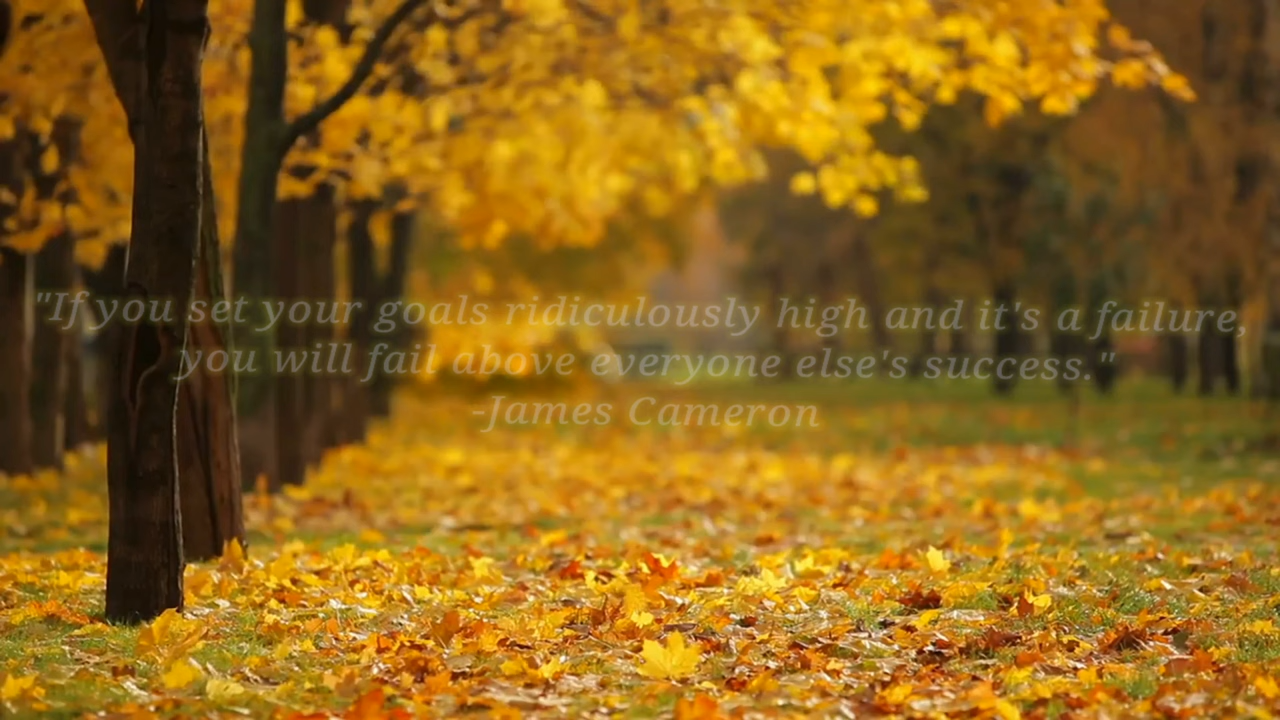 "If you set your goals ridiculously high and it's a failure,
you will fail above everyone else's success."
-James Cameron